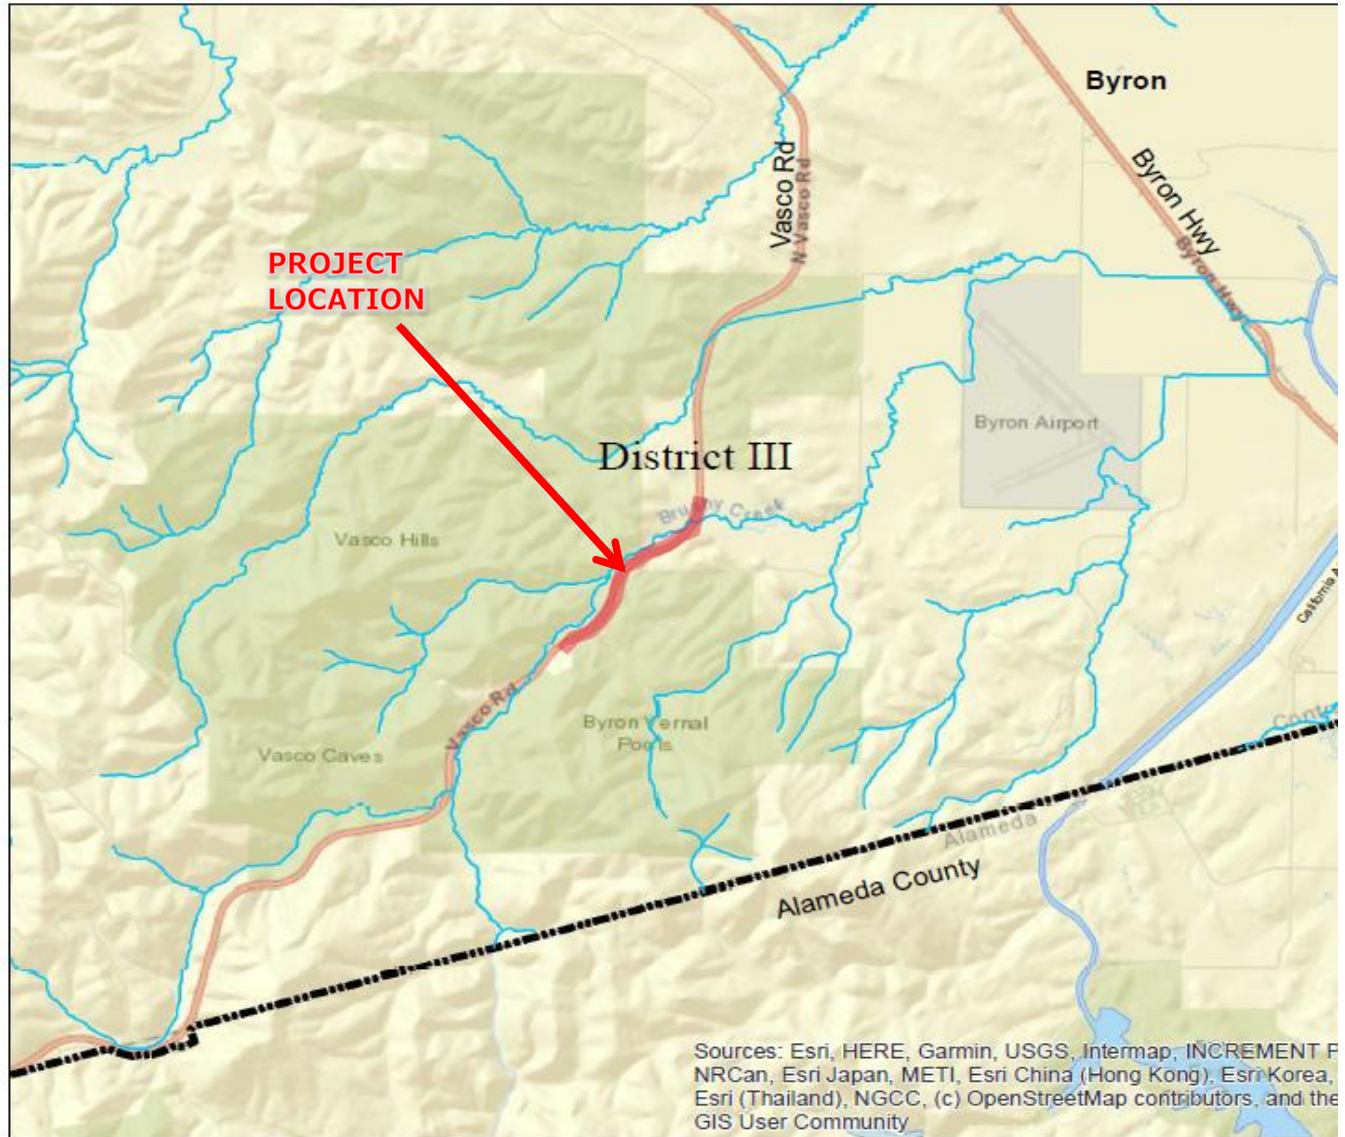 Byron
Byron Hwy
Byron Hwy
Vasco Rd
N Vasco Rd
PROJECT
LOCATION
Byron Airport
District III
Brushy Creek
Vasco Hills
California A
Vasco Rd
Byron Vernal
Pools
Vasco Caves
Alameda
Alameda County
Sources: Esri, HERE, Garmin, USGS, Intermap, INCREMENT P
NRCan, Esri Japan, METI, Esri China (Hong Kong), Esri Korea,
Esri (Thailand), NGCC, (c) OpenStreetMap contributors, and the
GIS User Community